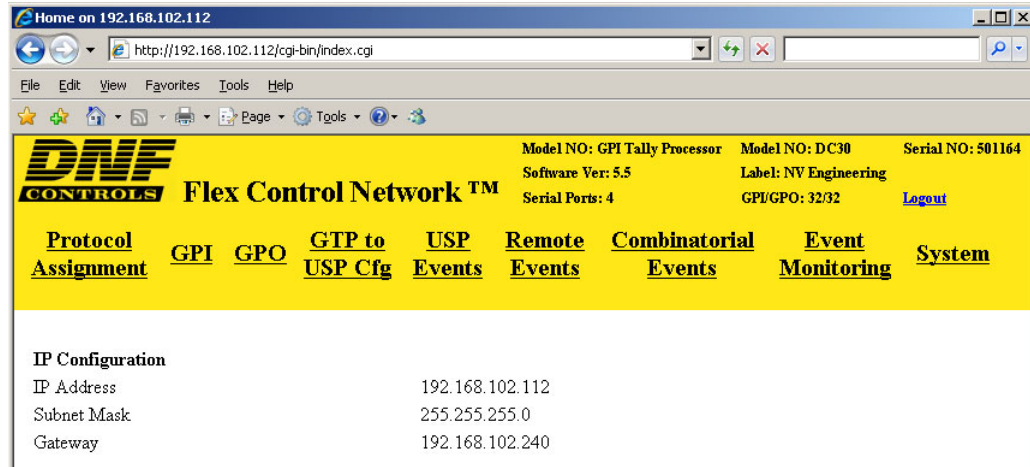 Home on 192.168.102.112
http://192.168.102.112/cgi-bin/index.cgi
File Edit View Favorites Tools Help
Page Tools
DNF
CONTROLS
Flex Control Network ™
Model NO: GPI Tally Processor Model NO: DC30 Serial NO: 501164
Software Ver: 5.5 Label: NV Engineering
Serial Ports: 4 GPI/GPO: 32/32 Logout
Protocol Assignment GPI GPO GTP to USP Cfg USP Events Remote Events Combinatorial Events Event Monitoring System
IP Configuration
IP Address 192.168.102.112
Subnet Mask 255.255.255.0
Gateway 192.168.102.240